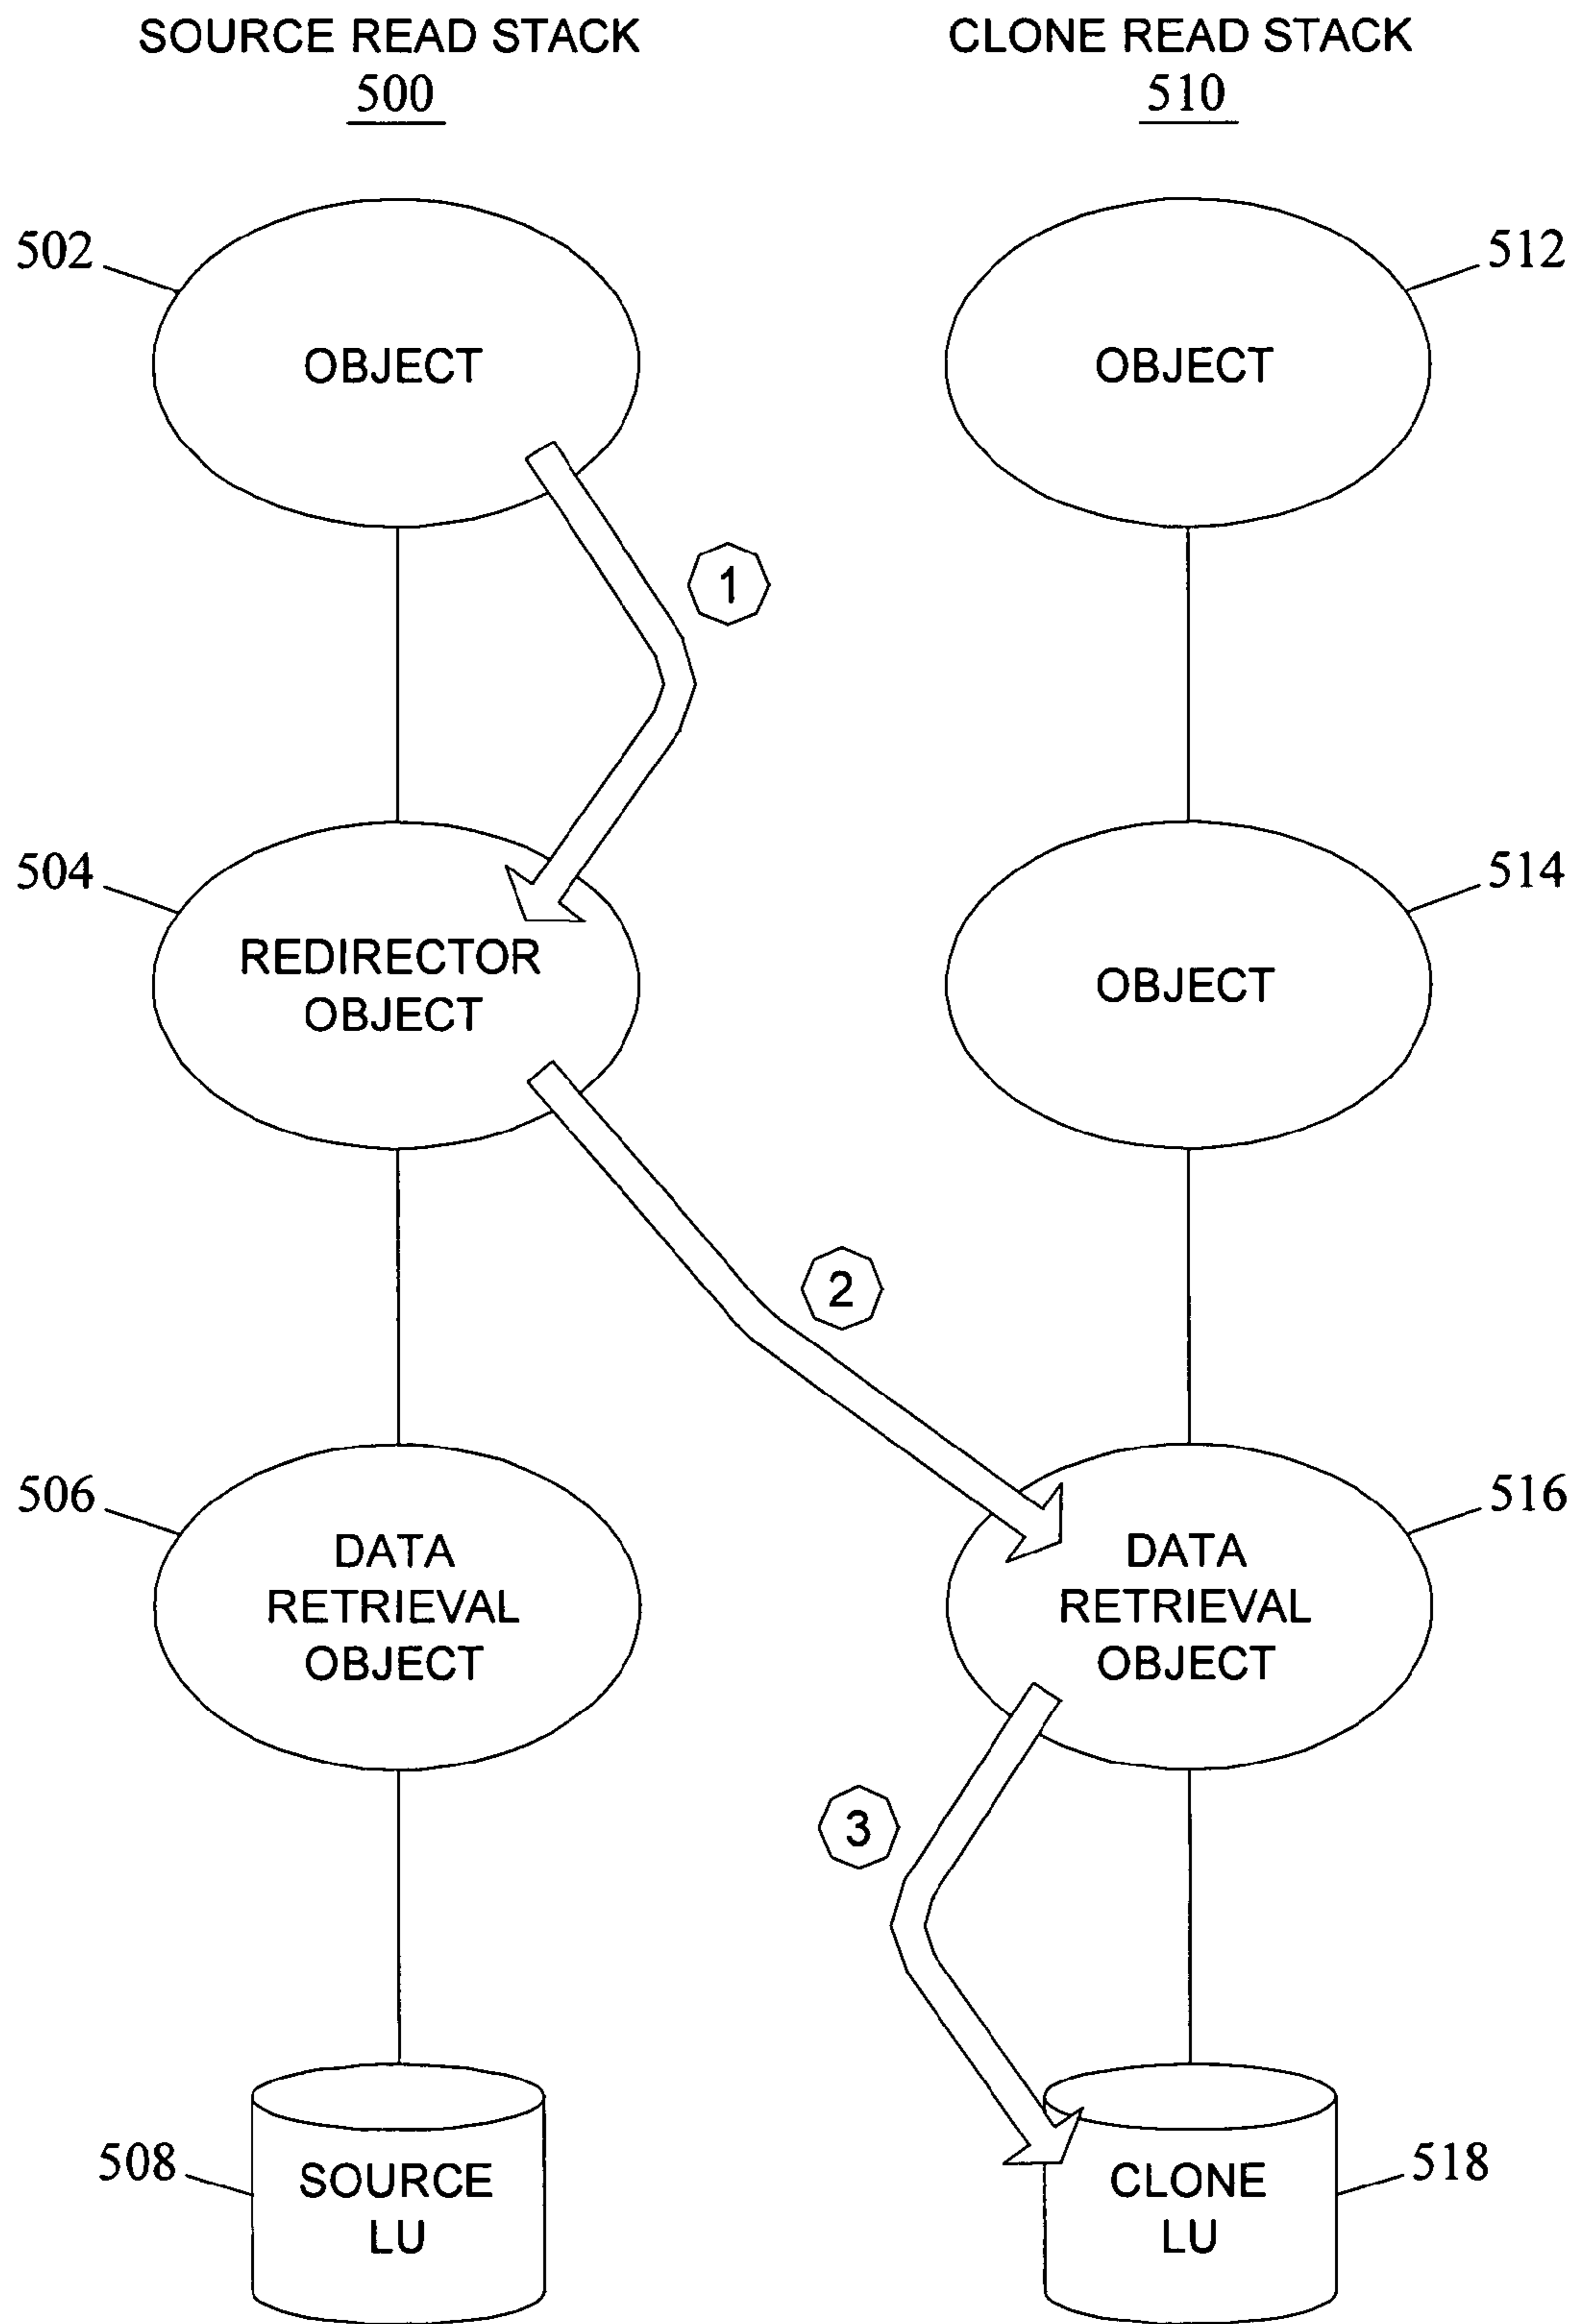 SOURCE READ STACK
500
CLONE READ STACK
510
502
OBJECT
512
OBJECT
1
504
REDIRECTOR
OBJECT
514
OBJECT
2
506
DATA
RETRIEVAL
OBJECT
516
DATA
RETRIEVAL
OBJECT
3
508
SOURCE
LU
518
CLONE
LU